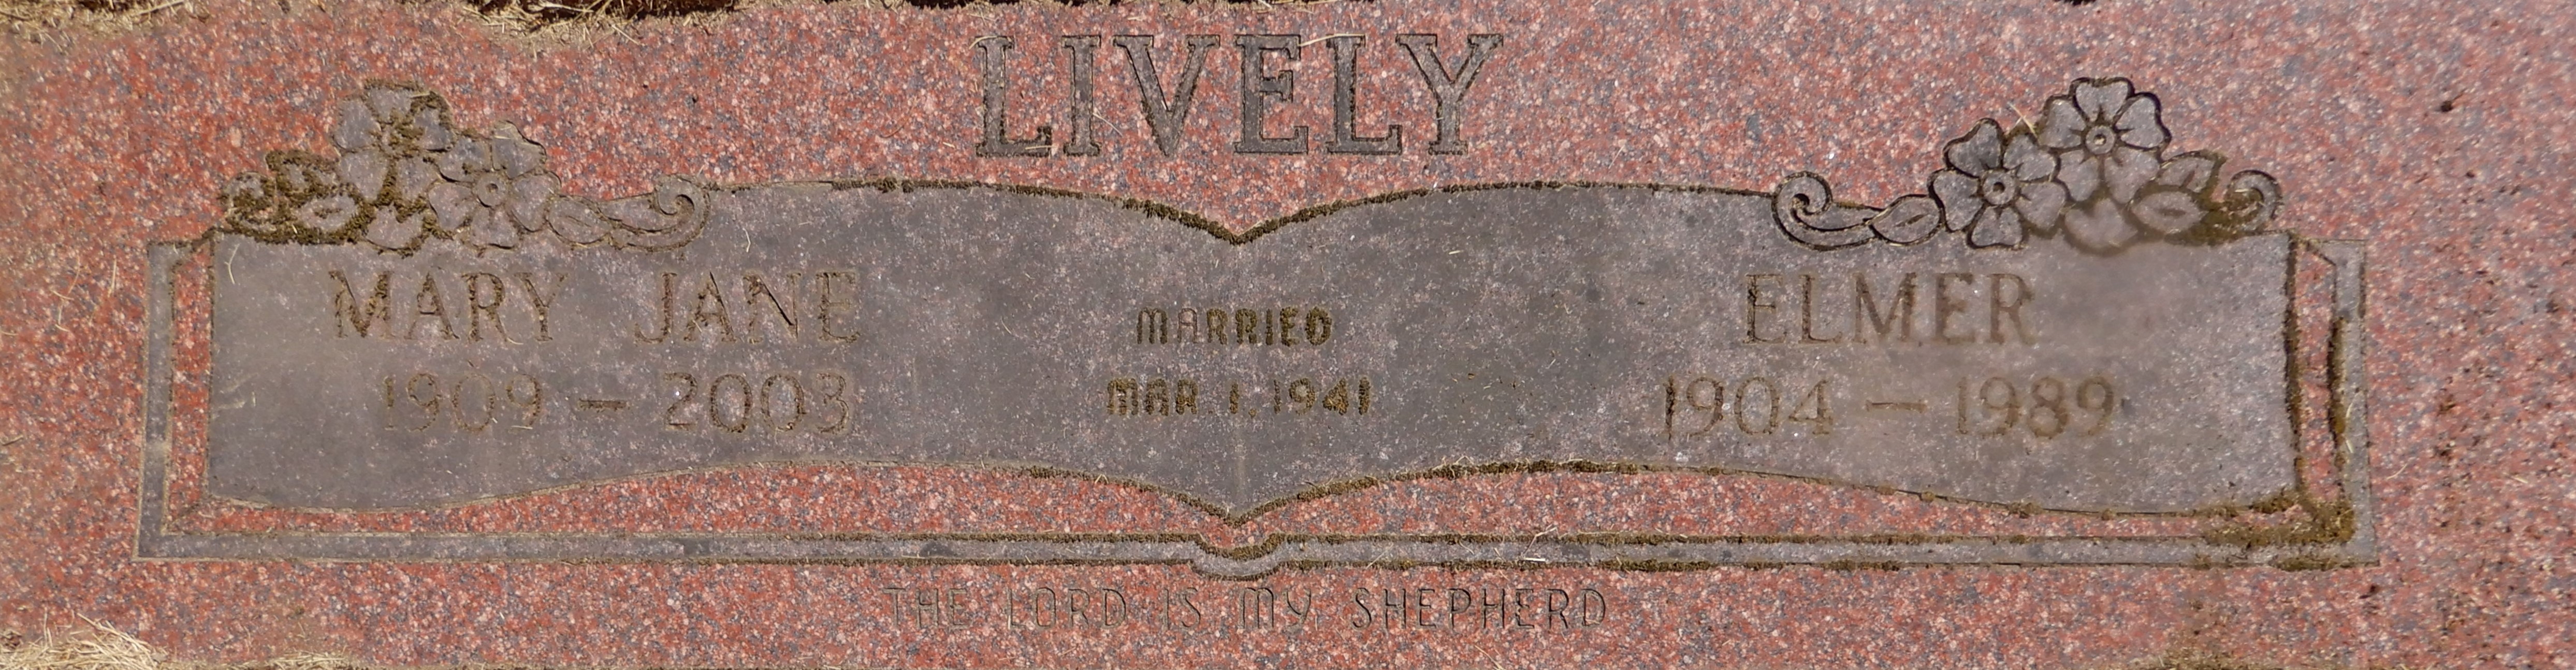 LIVELY
MARY JANE
1909 – 2003
MARRIED
MAR. 1, 1941
ELMER
1904 – 1989
THE LORD IS MY SHEPHERD